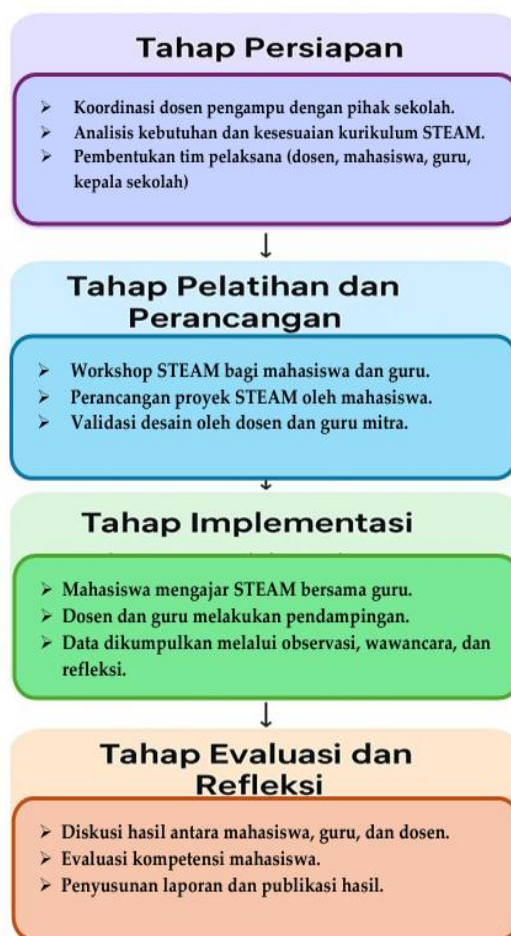 Tahap Persiapan
➢ Koordinasi dosen pengampu dengan pihak sekolah.
➢ Analisis kebutuhan dan kesesuaian kurikulum STEAM.
➢ Pembentukan tim pelaksana (dosen, mahasiswa, guru,
kepala sekolah)
Tahap Pelatihan dan
Perancangan
➢ Workshop STEAM bagi mahasiswa dan guru.
➢ Perancangan proyek STEAM oleh mahasiswa.
➢ Validasi desain oleh dosen dan guru mitra.
Tahap Implementasi
➢ Mahasiswa mengajar STEAM bersama guru.
➢ Dosen dan guru melakukan pendampingan.
➢ Data dikumpulkan melalui observasi, wawancara, dan
refleksi.
Tahap Evaluasi dan
Refleksi
➢ Diskusi hasil antara mahasiswa, guru, dan dosen.
➢ Evaluasi kompetensi mahasiswa.
➢ Penyusunan laporan dan publikasi hasil.